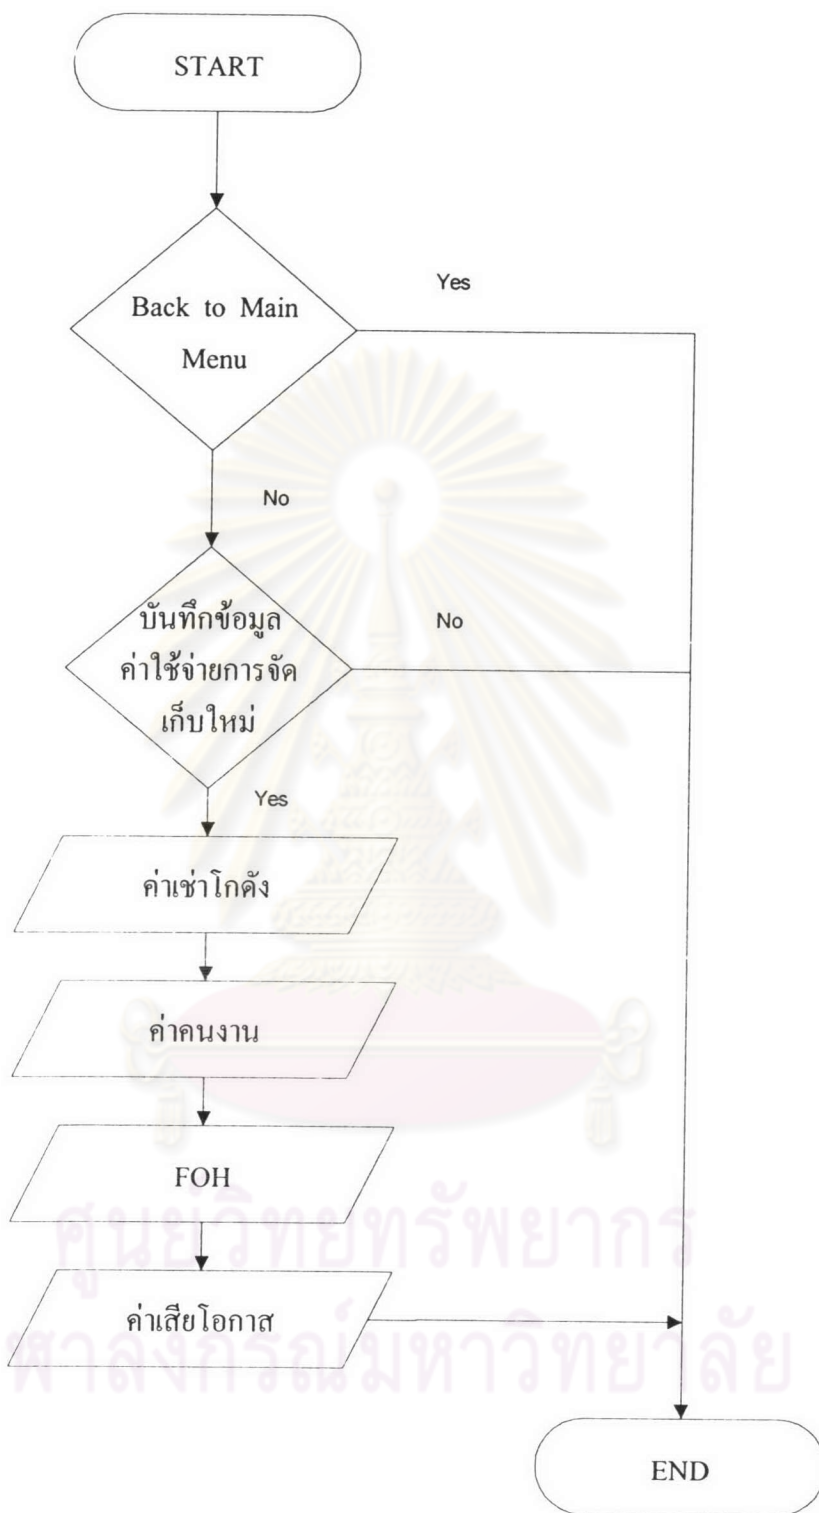 START
Back to Main
Menu
Yes
No
บันทึกข้อมูล
ค่าใช้จ่ายการจัด
เก็บใหม่
No
Yes
ค่าเช่าโกดัง
ค่าคนงาน
FOH
ศูนย์วิทยทรัพยากร
ค่าเสียโอกาส
ฬาลงกรณ์มหาวิทยาลัย
END